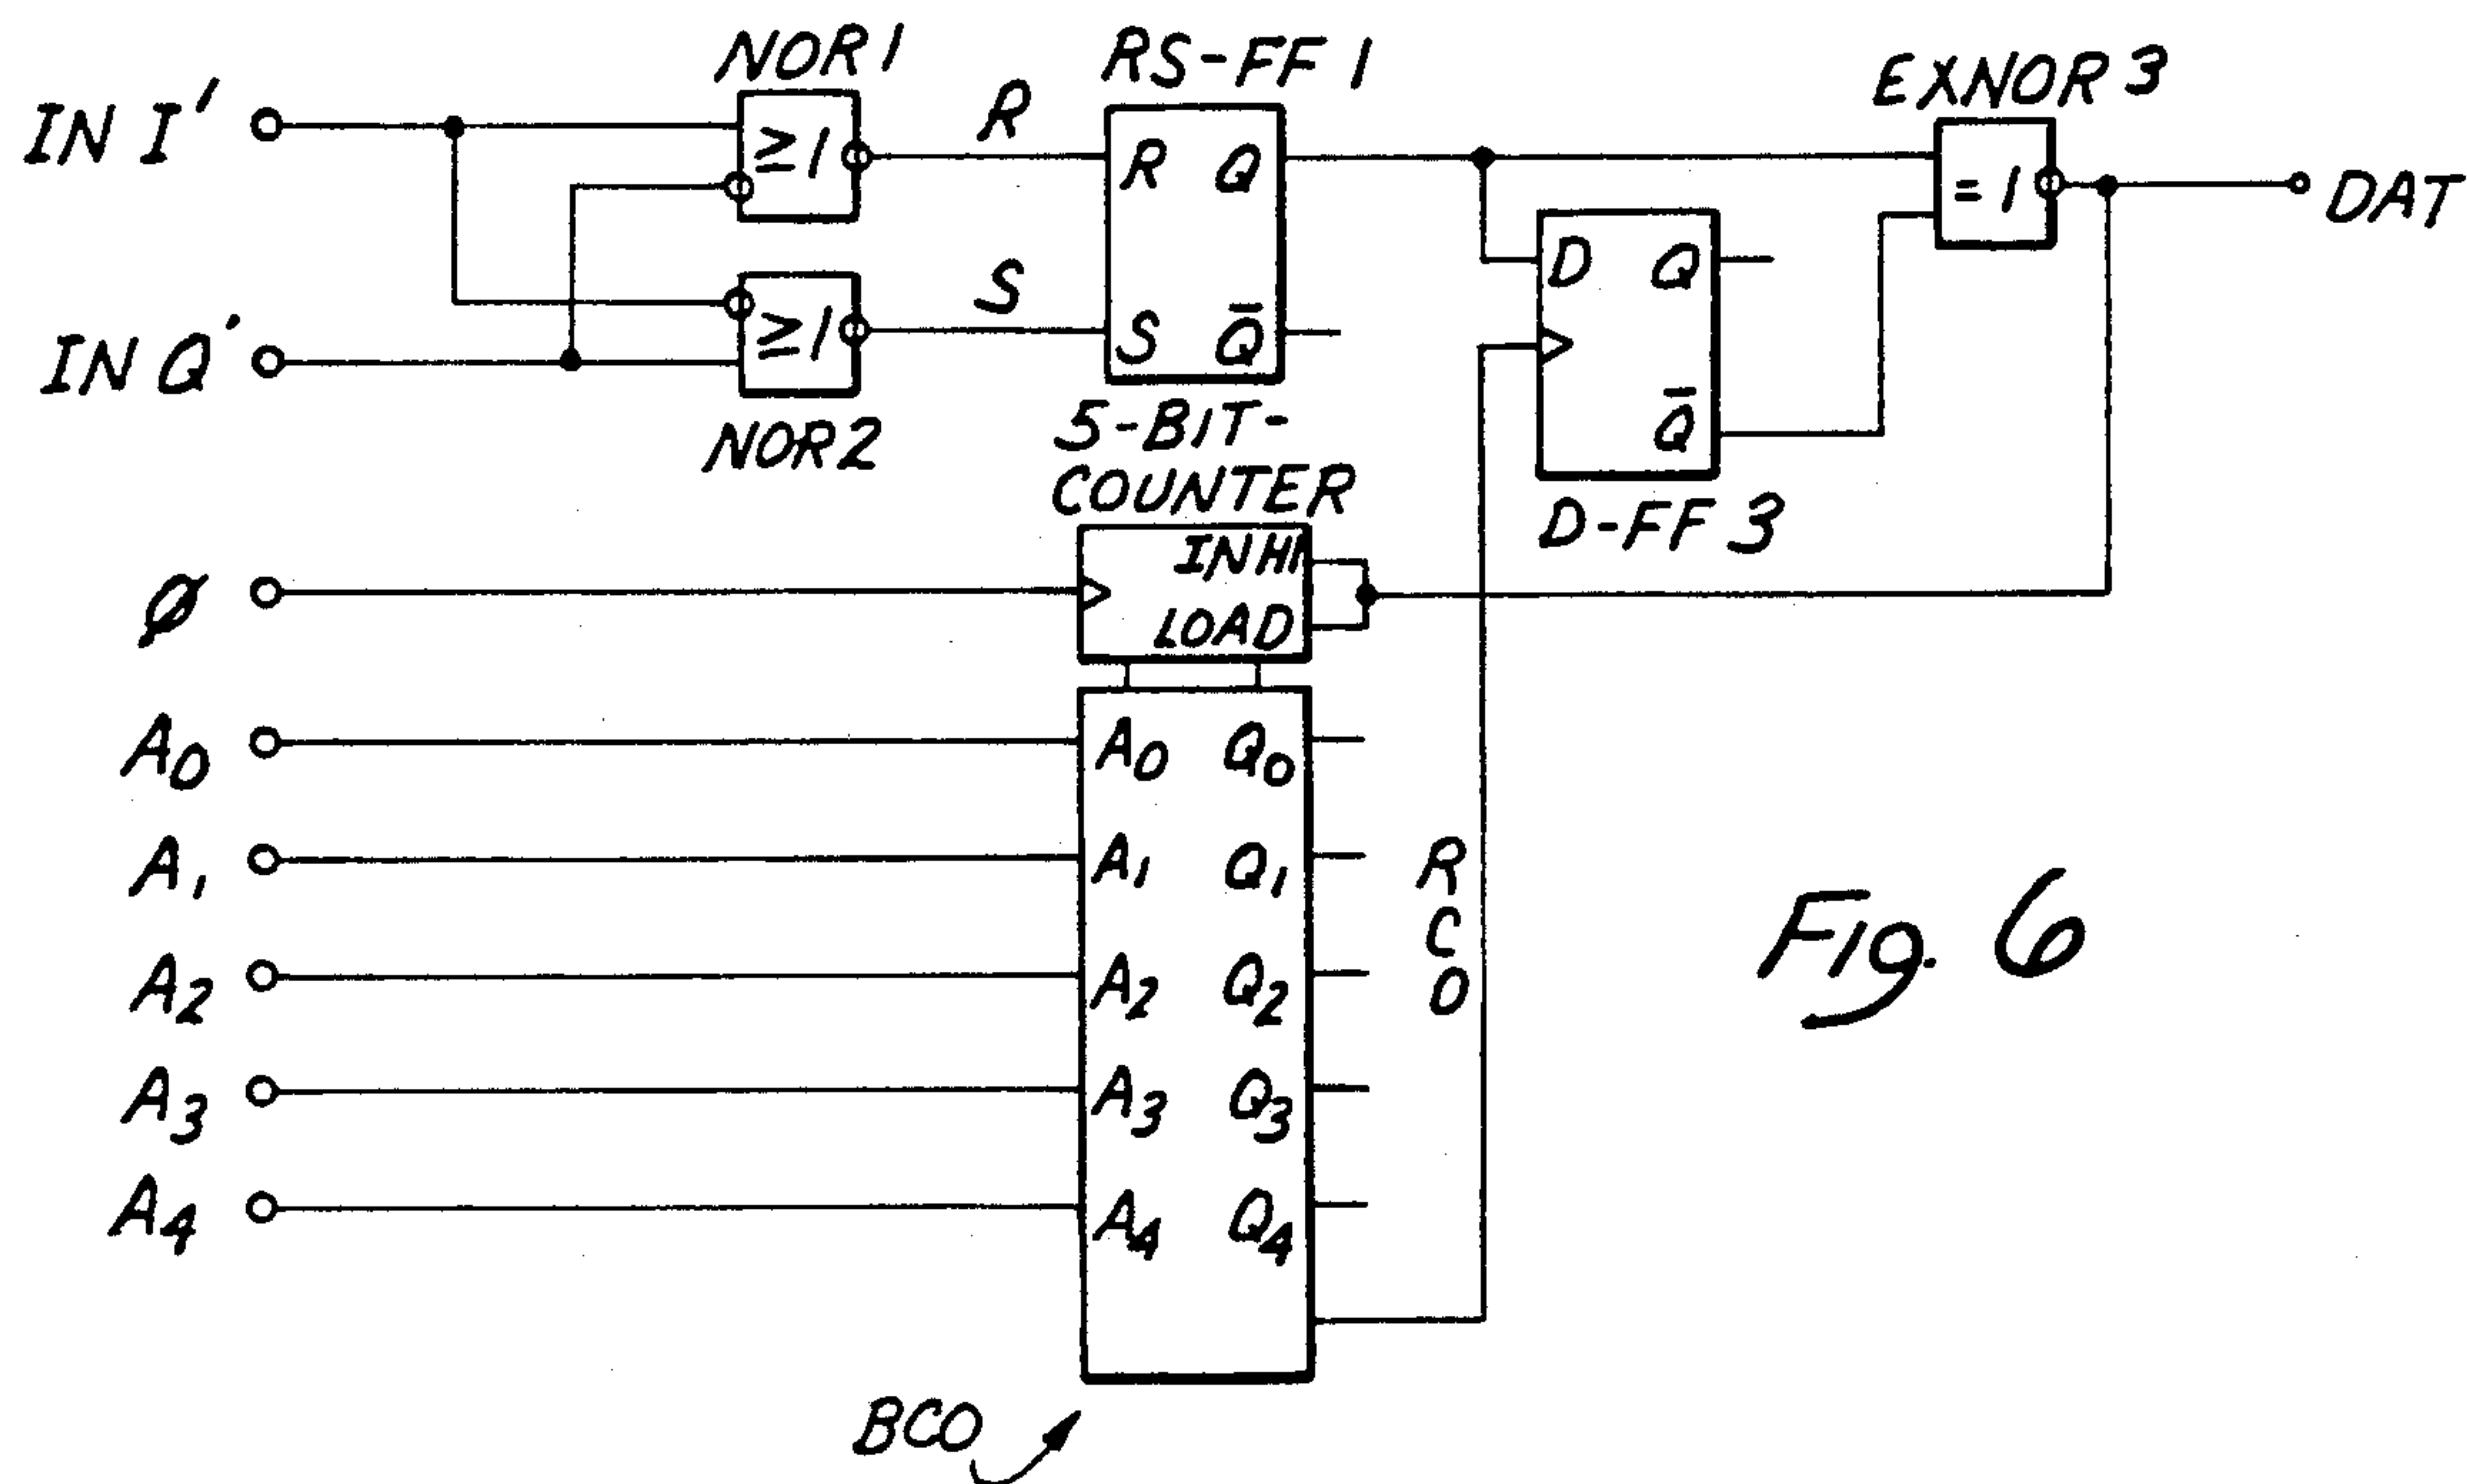 NOR1
RS-FF 1
EXNOR 3
IN I'
≥1
R
R Q
=1
DAT
D Q
IN Q'
≥1
S
S Q̅
Q̅
NOR2
5-BIT-
COUNTER
D-FF 3
Ø
INHI
LOAD
A0
A0 Q0
A1
A1 Q1
A2
A2 Q2
A3
A3 Q3
A4
A4 Q4
R
C
O
FIG. 6
BCO